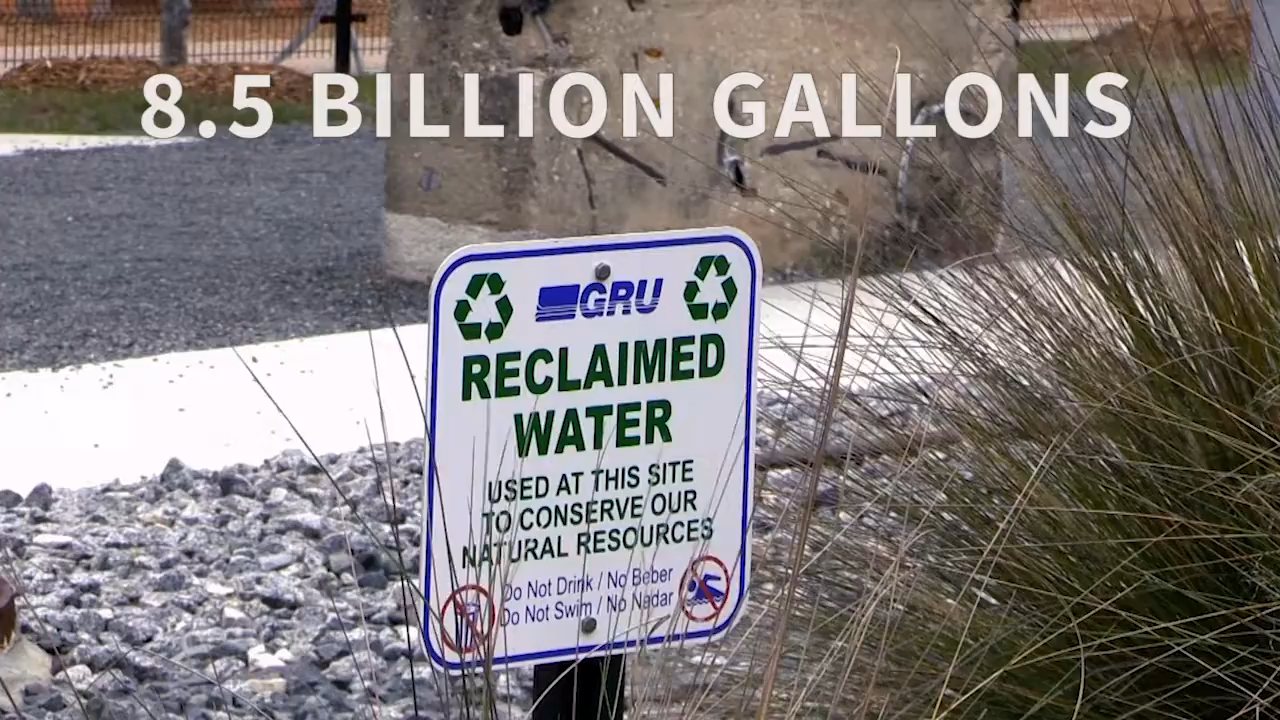 8.5 BILLION GALLONS
GRU
RECLAIMED
WATER
USED AT THIS SITE
TO CONSERVE OUR
NATURAL RESOURCES
Do Not Drink / No Beber
Do Not Swim / No Nadar